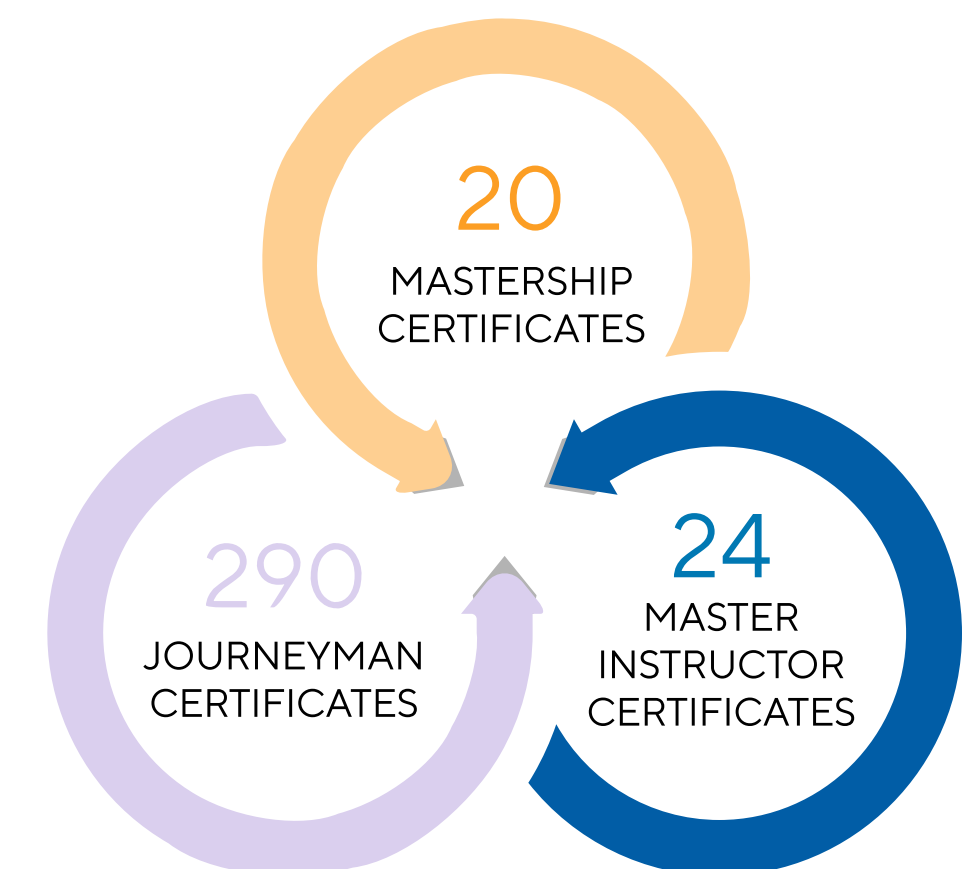 20
MASTERSHIP
CERTIFICATES
290
JOURNEYMAN
CERTIFICATES
24
MASTER
INSTRUCTOR
CERTIFICATES